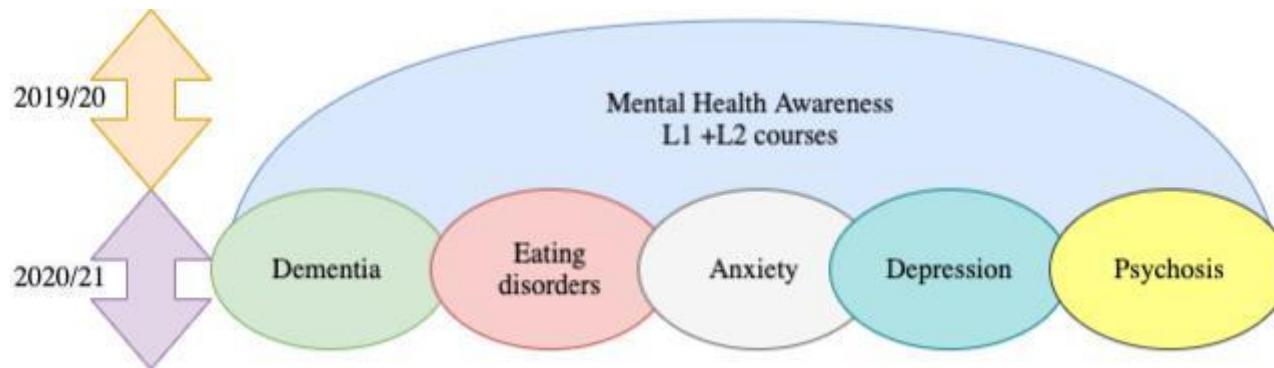 2019/20
Mental Health Awareness
L1 +L2 courses
2020/21
Dementia
Eating
disorders
Anxiety
Depression
Psychosis